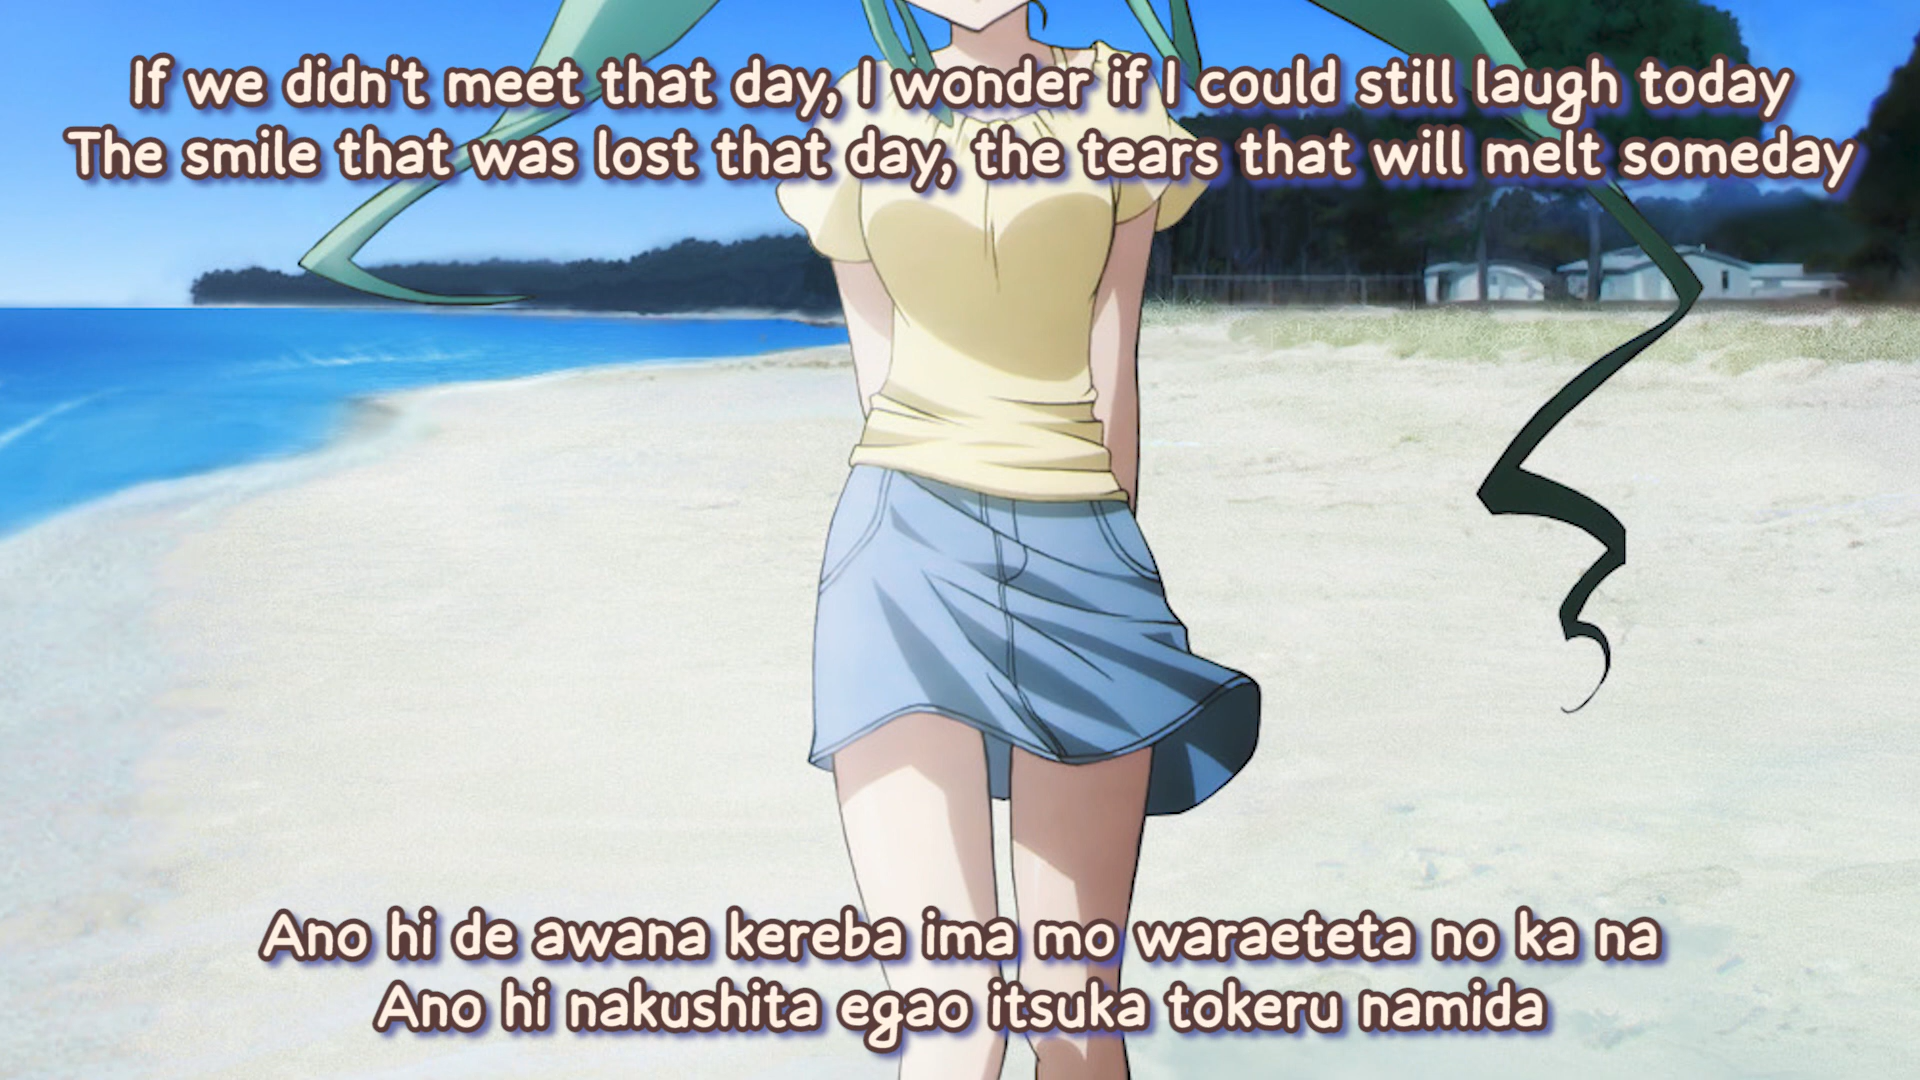 If we didn't meet that day, I wonder if I could still laugh today
The smile that was lost that day, the tears that will melt someday
Ano hi de awana kereba ima mo waraeteta no ka na
Ano hi nakushita egao itsuka tokeru namida